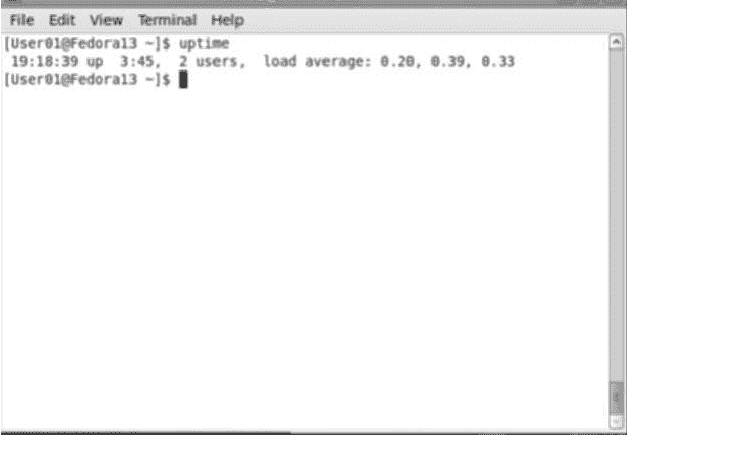 File Edit View Terminal Help
[User01@Fedora13 ~]$ uptime
19:18:39 up 3:45, 2 users, load average: 0.20, 0.39, 0.33
[User01@Fedora13 ~]$